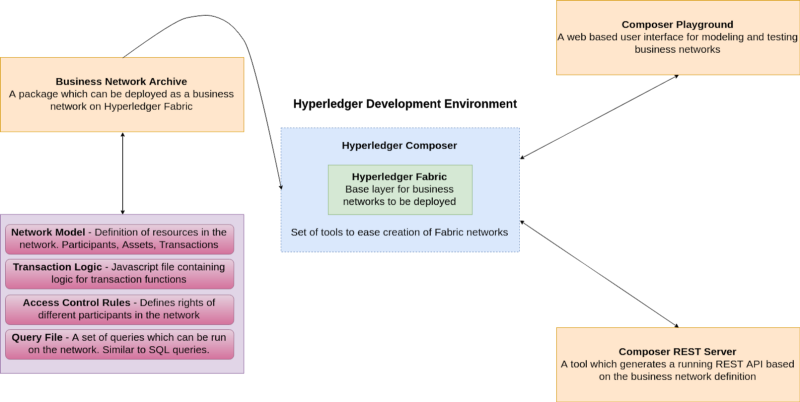 Business Network Archive
A package which can be deployed as a business
network on Hyperledger Fabric
Network Model - Definition of resources in the
network. Participants, Assets, Transactions
Transaction Logic - Javascript file containing
logic for transaction functions
Access Control Rules - Defines rights of
different participants in the network
Query File - A set of queries which can be run
on the network. Similar to SQL queries.
Hyperledger Development Environment
Hyperledger Composer
Hyperledger Fabric
Base layer for business
networks to be deployed
Set of tools to ease creation of Fabric networks
Composer Playground
A web based user interface for modeling and testing
business networks
Composer REST Server
A tool which generates a running REST API based
on the business network definition